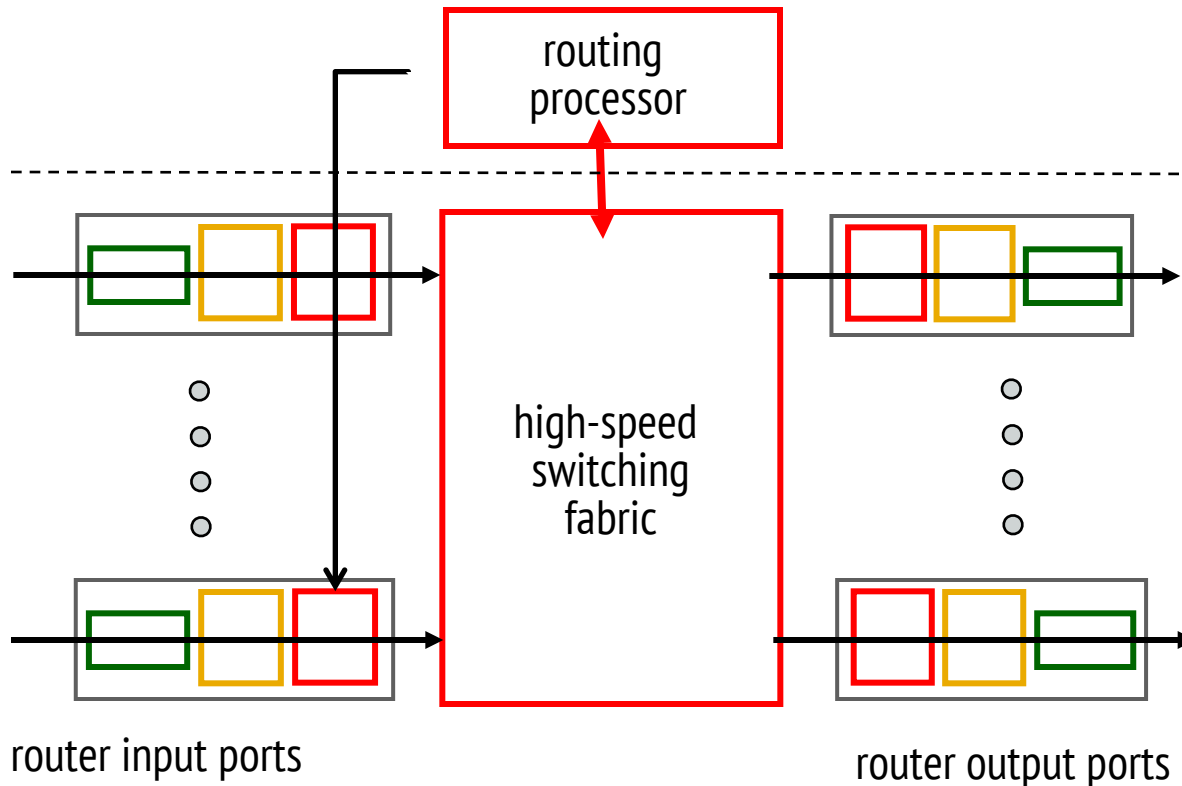 routing
processor
high-speed
switching
fabric
router input ports
router output ports